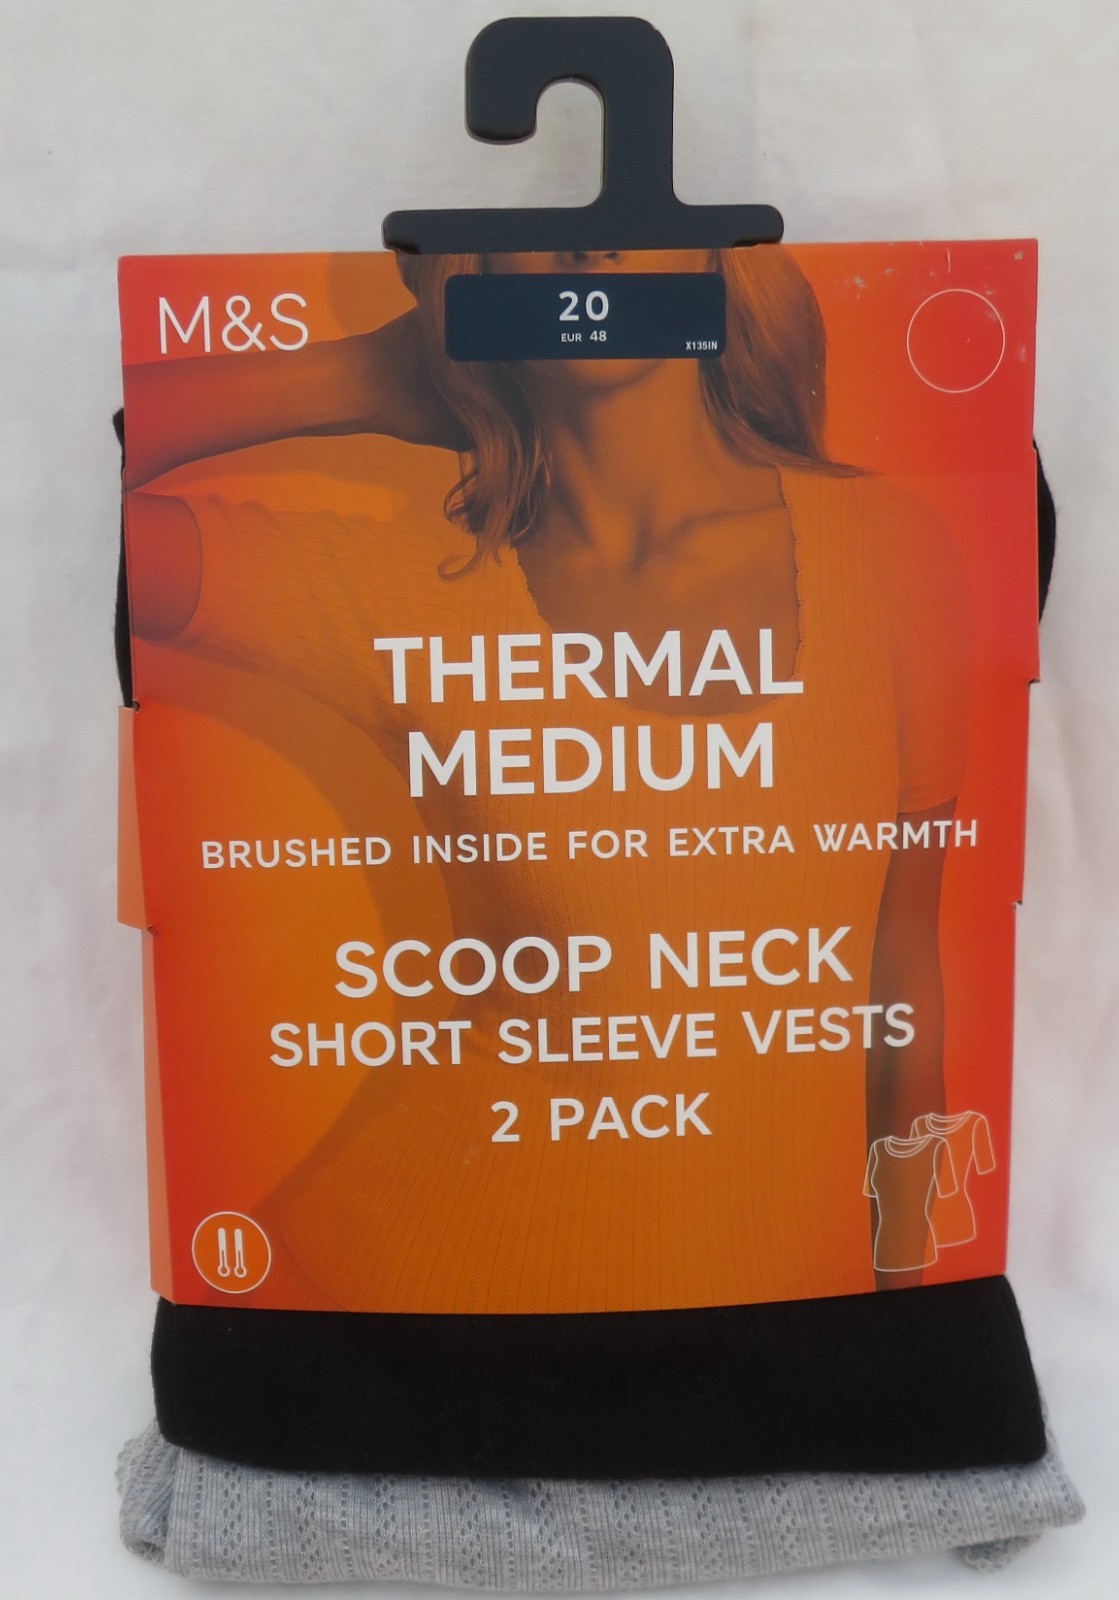 M&S
20
EUR 48
X135IN
THERMAL
MEDIUM
BRUSHED INSIDE FOR EXTRA WARMTH
SCOOP NECK
SHORT SLEEVE VESTS
2 PACK